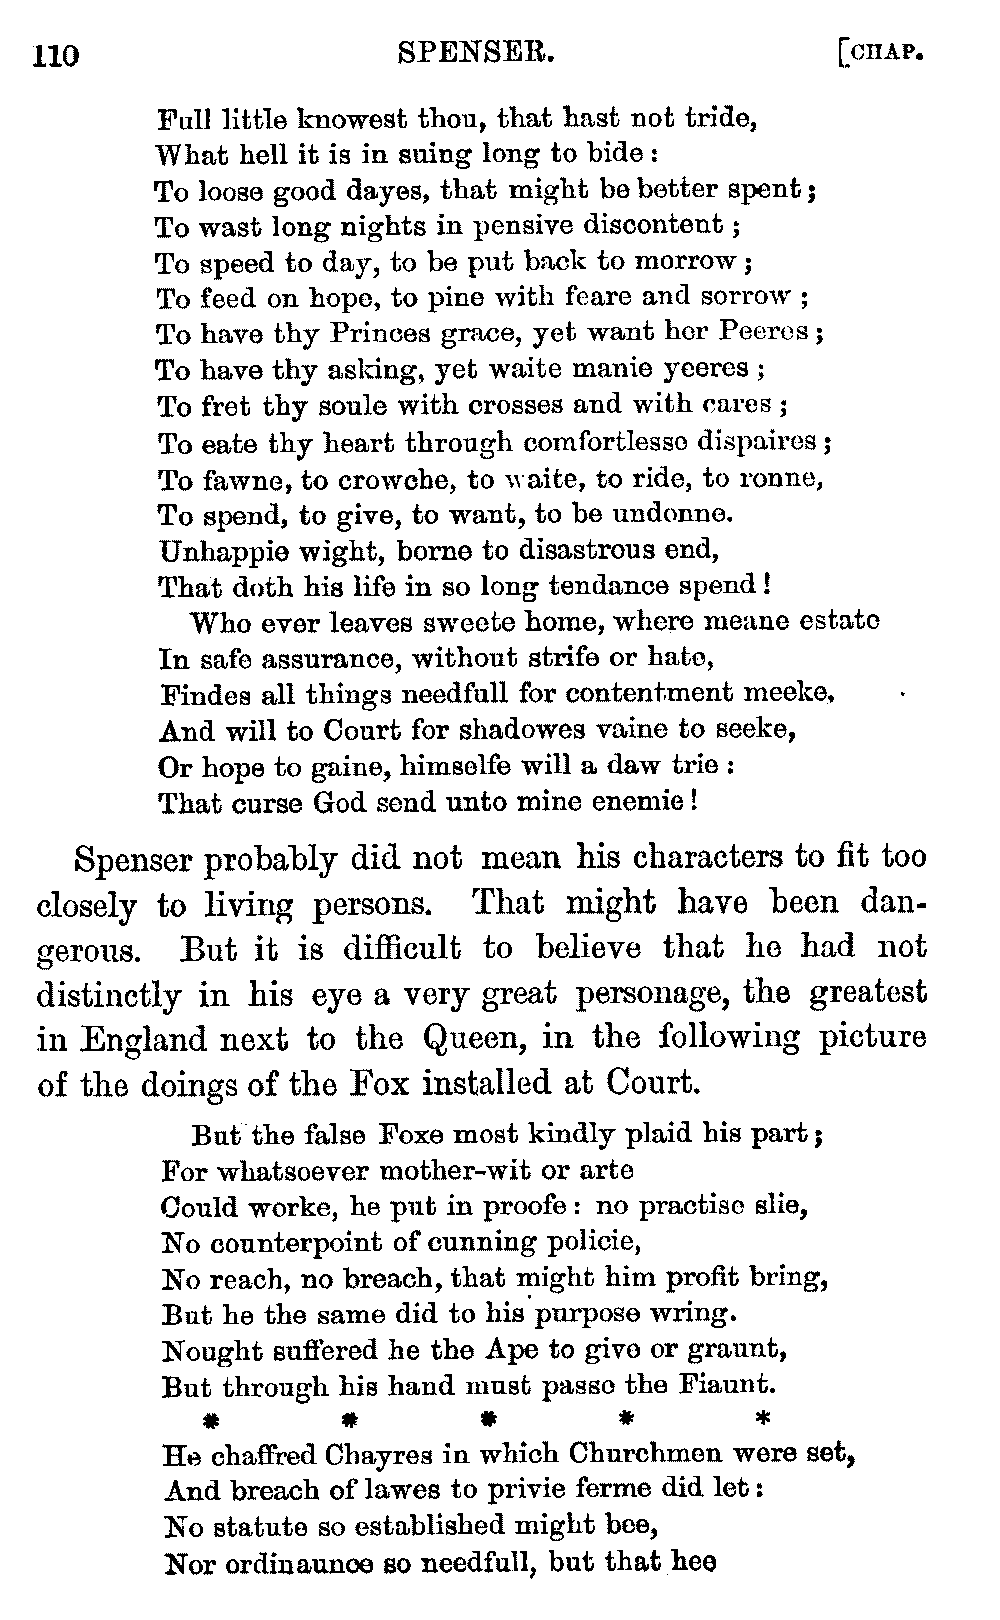 110 SPENSER. [CHAP.
Full little knowest thou, that hast not tride,
What hell it is in suing long to bide :
To loose good dayes, that might be better spent ;
To wast long nights in pensive discontent ;
To speed to day, to be put back to morrow ;
To feed on hope, to pine with feare and sorrow ;
To have thy Princes grace, yet want her Peeres ;
To have thy asking, yet waite manie yeeres ;
To fret thy soule with crosses and with cares ;
To eate thy heart through comfortlesse dispaires ;
To fawne, to crowche, to waite, to ride, to ronne,
To spend, to give, to want, to be undonne.
Unhappie wight, borne to disastrous end,
That doth his life in so long tendance spend !
Who ever leaves sweete home, where meane estate
In safe assurance, without strife or hate,
Findes all things needfull for contentment meeke,
And will to Court for shadowes vaine to seeke,
Or hope to gaine, himselfe will a daw trie :
That curse God send unto mine enemie !
Spenser probably did not mean his characters to fit too
closely to living persons. That might have been dan-
gerous. But it is difficult to believe that he had not
distinctly in his eye a very great personage, the greatest
in England next to the Queen, in the following picture
of the doings of the Fox installed at Court.
But the false Foxe most kindly plaid his part ;
For whatsoever mother-wit or arte
Could worke, he put in proofe : no practise slie,
No counterpoint of cunning policie,
No reach, no breach, that might him profit bring,
But he the same did to his purpose wring.
Nought suffered he the Ape to give or graunt,
But through his hand must passe the Fiaunt.
* * * * *
He chaffred Chayres in which Churchmen were set,
And breach of lawes to privie ferme did let :
No statute so established might bee,
Nor ordinaunce so needfull, but that hee